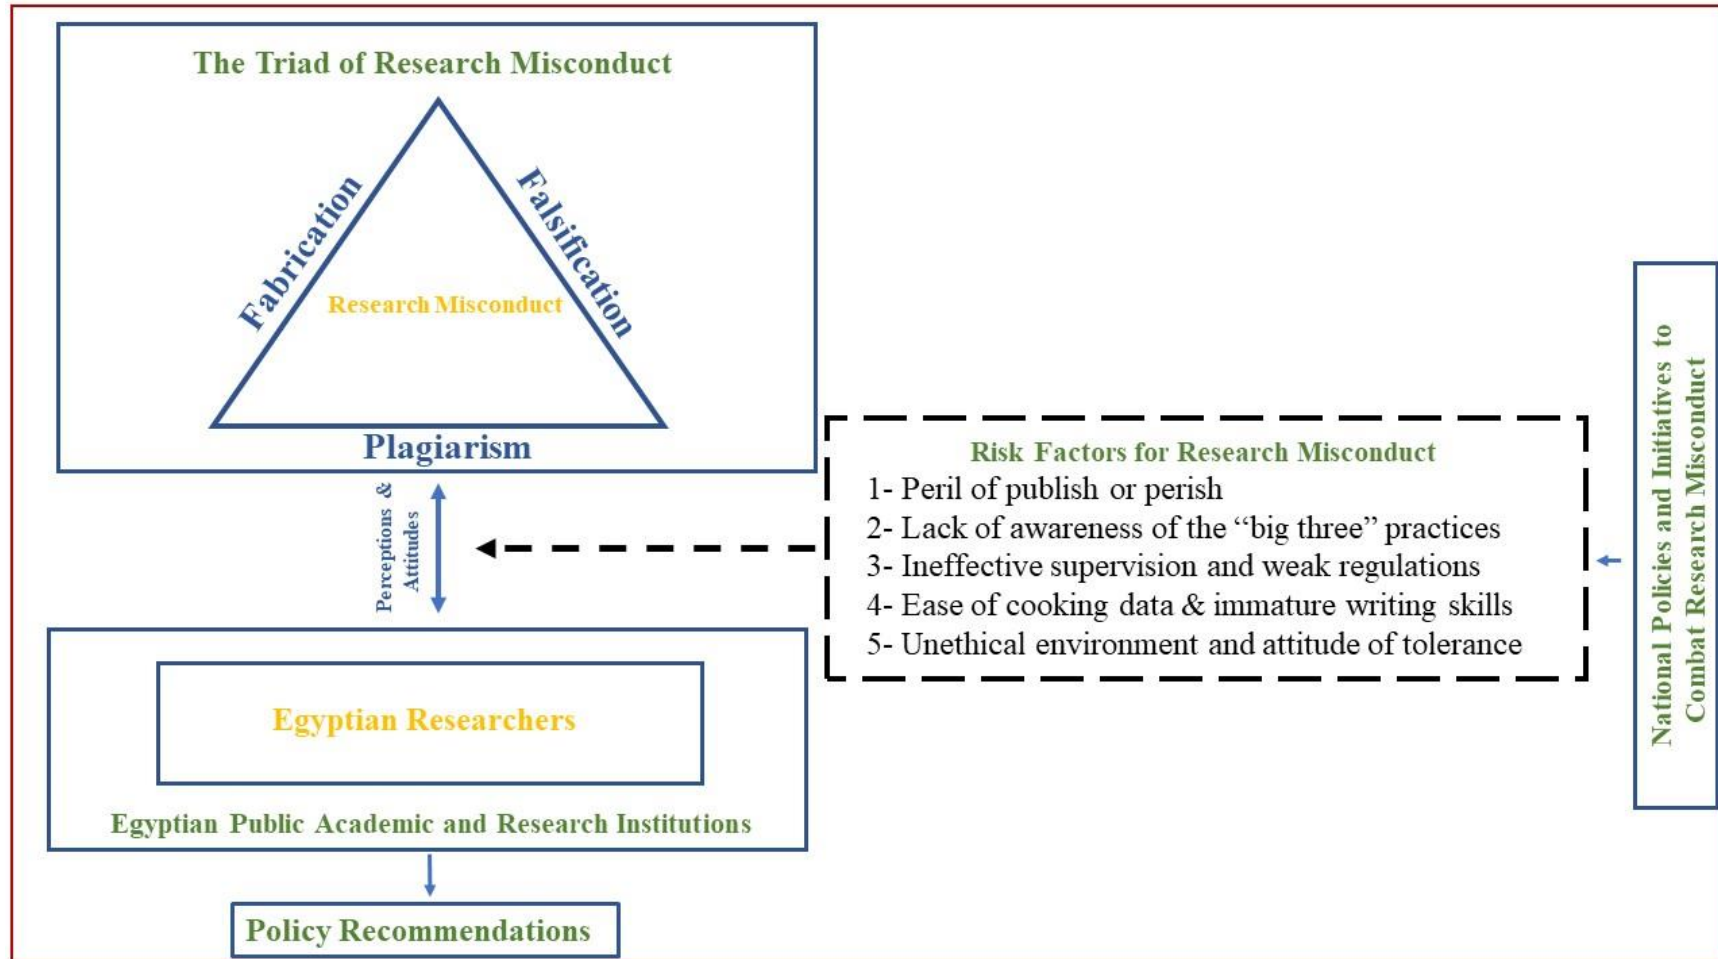 The Triad of Research Misconduct
Fabrication
Falsification
Research Misconduct
Plagiarism
Perceptions &
Attitudes
Risk Factors for Research Misconduct
1- Peril of publish or perish
2- Lack of awareness of the “big three” practices
3- Ineffective supervision and weak regulations
4- Ease of cooking data & immature writing skills
5- Unethical environment and attitude of tolerance
National Policies and Initiatives to
Combat Research Misconduct
Egyptian Researchers
Egyptian Public Academic and Research Institutions
Policy Recommendations